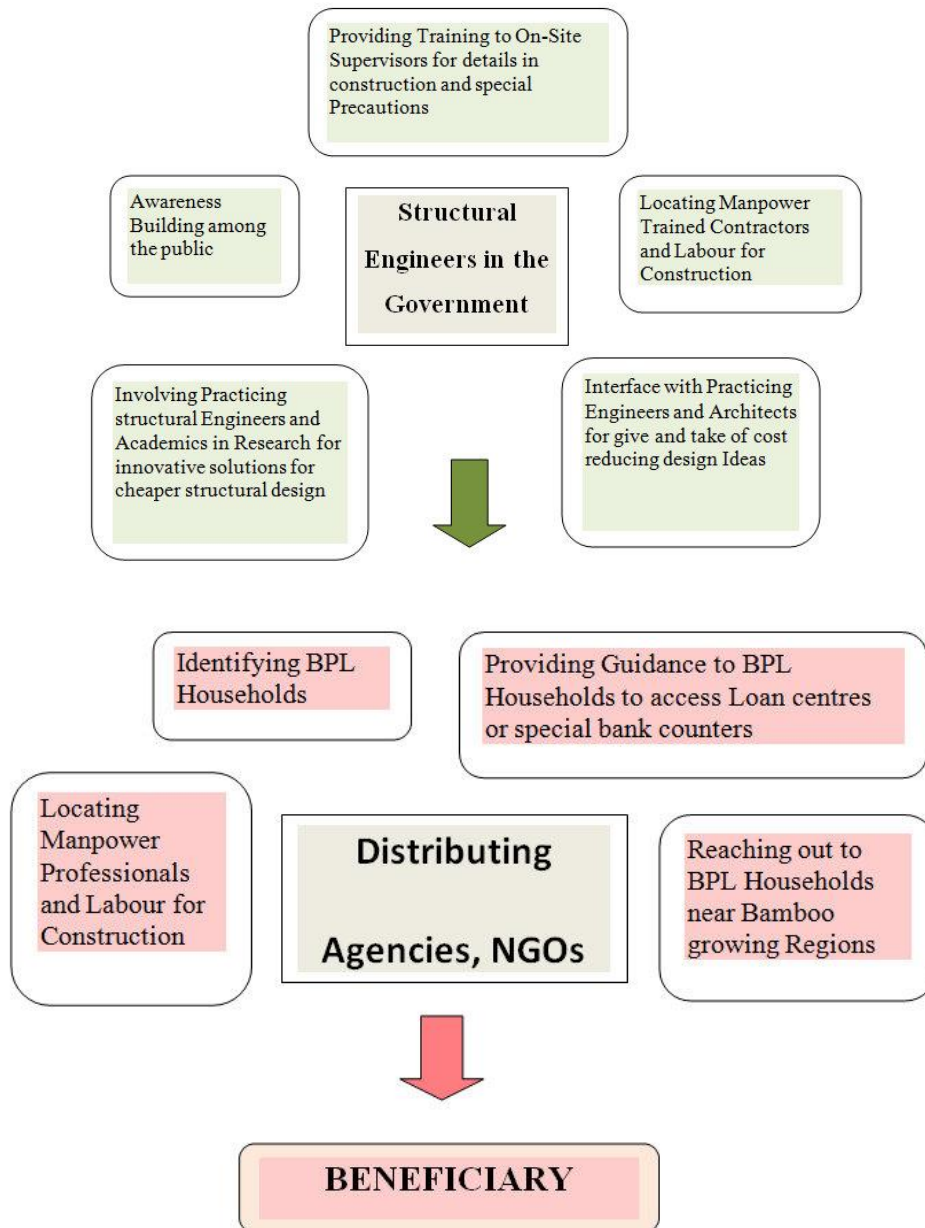 Providing Training to On-Site
Supervisors for details in
construction and special
Precautions
Awareness
Building among
the public
Structural
Engineers in the
Government
Locating Manpower
Trained Contractors
and Labour for
Construction
Involving Practicing
structural Engineers and
Academics in Research for
innovative solutions for
cheaper structural design
Interface with Practicing
Engineers and Architects
for give and take of cost
reducing design Ideas
Identifying BPL
Households
Providing Guidance to BPL
Households to access Loan centres
or special bank counters
Locating
Manpower
Professionals
and Labour for
Construction
Distributing
Agencies, NGOs
Reaching out to
BPL Households
near Bamboo
growing Regions
BENEFICIARY